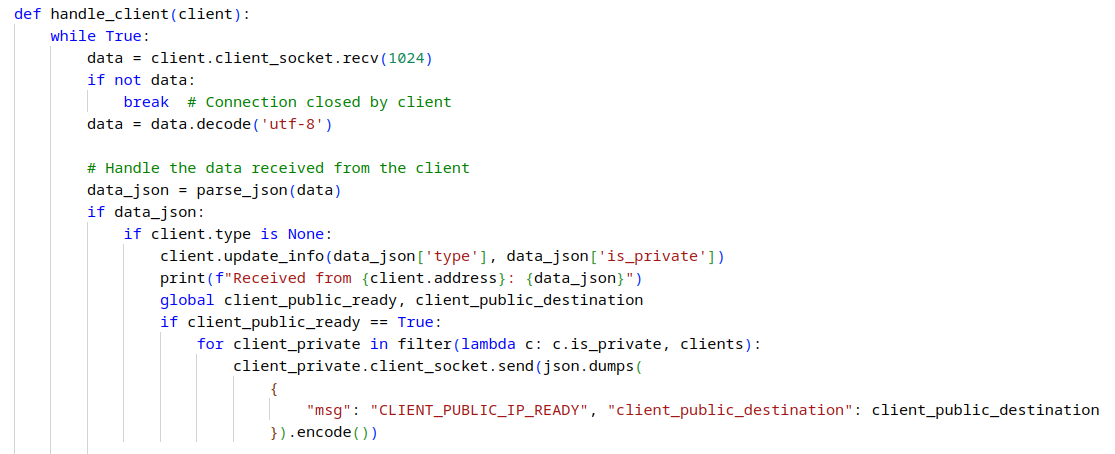 def handle_client(client):
    while True:
        data = client.client_socket.recv(1024)
        if not data:
            break  # Connection closed by client
        data = data.decode('utf-8')

        # Handle the data received from the client
        data_json = parse_json(data)
        if data_json:
            if client.type is None:
                client.update_info(data_json['type'], data_json['is_private'])
                print(f"Received from {client.address}: {data_json}")
                global client_public_ready, client_public_destination
                if client_public_ready == True:
                    for client_private in filter(lambda c: c.is_private, clients):
                        client_private.client_socket.send(json.dumps(
                            {
                                "msg": "CLIENT_PUBLIC_IP_READY", "client_public_destination": client_public_destination
                            }).encode())